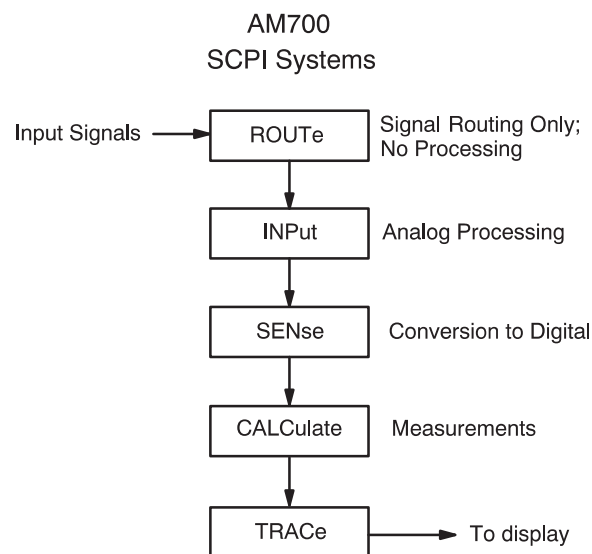 AM700
SCPI Systems
Input Signals
ROUTe
Signal Routing Only;
No Processing
INPut
Analog Processing
SENse
Conversion to Digital
CALCulate
Measurements
TRACe
To display